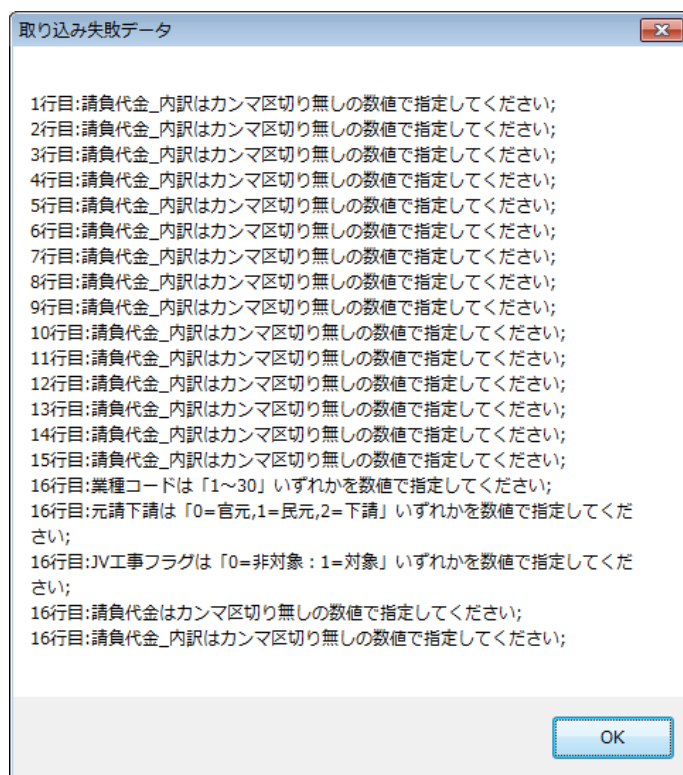 取り込み失敗データ
1行目:請負代金_内訳はカンマ区切り無しの数値で指定してください;
2行目:請負代金_内訳はカンマ区切り無しの数値で指定してください;
3行目:請負代金_内訳はカンマ区切り無しの数値で指定してください;
4行目:請負代金_内訳はカンマ区切り無しの数値で指定してください;
5行目:請負代金_内訳はカンマ区切り無しの数値で指定してください;
6行目:請負代金_内訳はカンマ区切り無しの数値で指定してください;
7行目:請負代金_内訳はカンマ区切り無しの数値で指定してください;
8行目:請負代金_内訳はカンマ区切り無しの数値で指定してください;
9行目:請負代金_内訳はカンマ区切り無しの数値で指定してください;
10行目:請負代金_内訳はカンマ区切り無しの数値で指定してください;
11行目:請負代金_内訳はカンマ区切り無しの数値で指定してください;
12行目:請負代金_内訳はカンマ区切り無しの数値で指定してください;
13行目:請負代金_内訳はカンマ区切り無しの数値で指定してください;
14行目:請負代金_内訳はカンマ区切り無しの数値で指定してください;
15行目:請負代金_内訳はカンマ区切り無しの数値で指定してください;
16行目:業種コードは「1～30」いずれかを数値で指定してください;
16行目:元請下請は「0=官元,1=民元,2=下請」いずれかを数値で指定してくだ
さい;
16行目:JV工事フラグは「0=非対象：1=対象」いずれかを数値で指定してくだ
さい;
16行目:請負代金はカンマ区切り無しの数値で指定してください;
16行目:請負代金_内訳はカンマ区切り無しの数値で指定してください;
OK